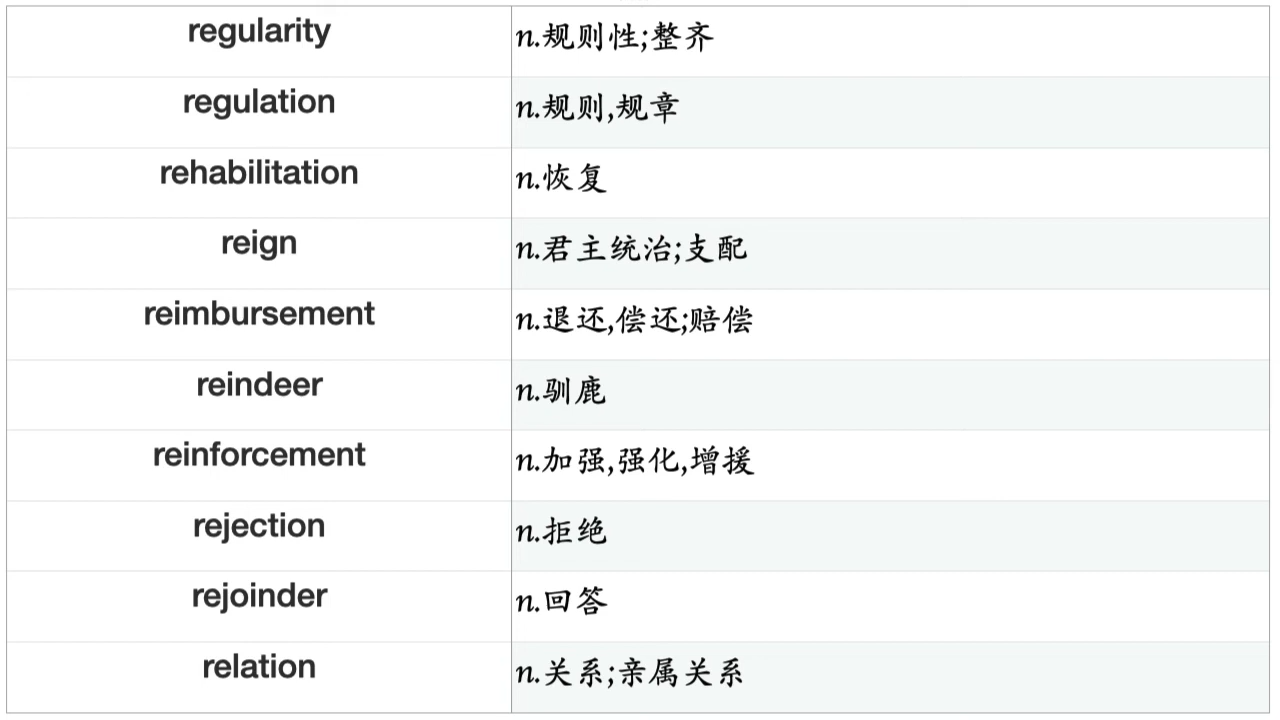 regularity n.规则性;整齐
regulation n.规则,规章
rehabilitation n.恢复
reign n.君主统治;支配
reimbursement n.退还,偿还;赔偿
reindeer n.驯鹿
reinforcement n.加强,强化,增援
rejection n.拒绝
rejoinder n.回答
relation n.关系;亲属关系